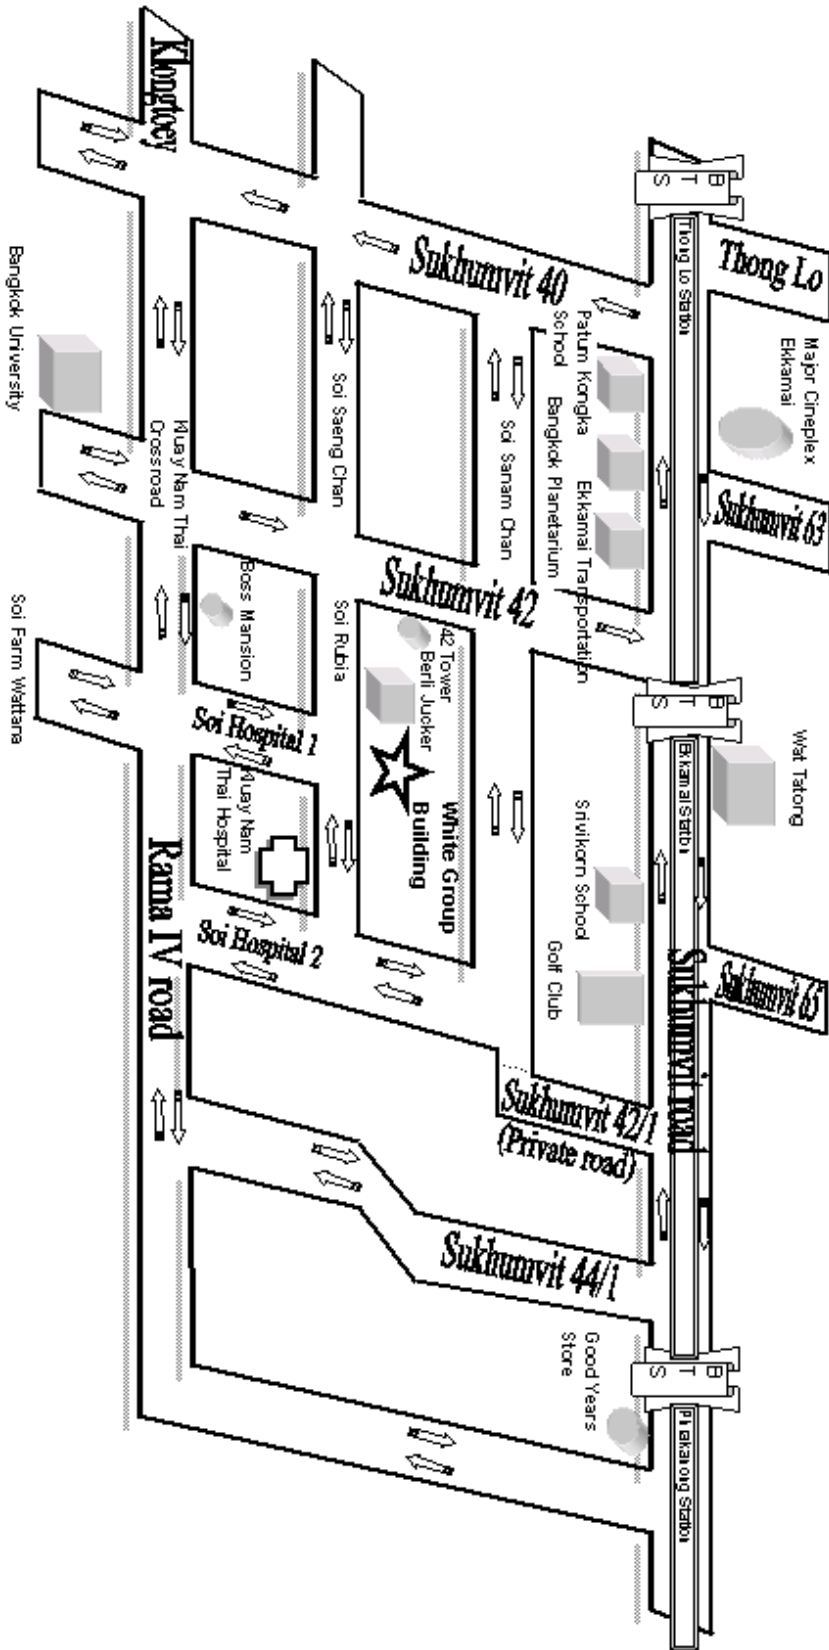 Klongtoey
Thong Lo
BTS
Thong Lo Station
Sukhumvit 40
Major Cineplex
Ekkamai
Patum Kongka
School
Bangkok Planetarium
Ekkamai Transportation
Sukhumvit 63
Soi Saeng Chan
Soi Sanam Chan
Bangkok University
Kluay Nam Thai
Crossroad
Sukhumvit 42
Boss Mansion
Soi Rubia
42 Tower
Berli Jucker
BTS
Ekkamai Station
Wat Tatong
Soi Farm Wattana
Soi Hospital 1
Kluay Nam
Thai Hospital
White Group
Building
Srivikorn School
Golf Club
Rama IV road
Soi Hospital 2
Sukhumvit road
Sukhumvit 65
Sukhumvit 42/1
(Private road)
Sukhumvit 44/1
Good Years
Store
BTS
Prakanong Station